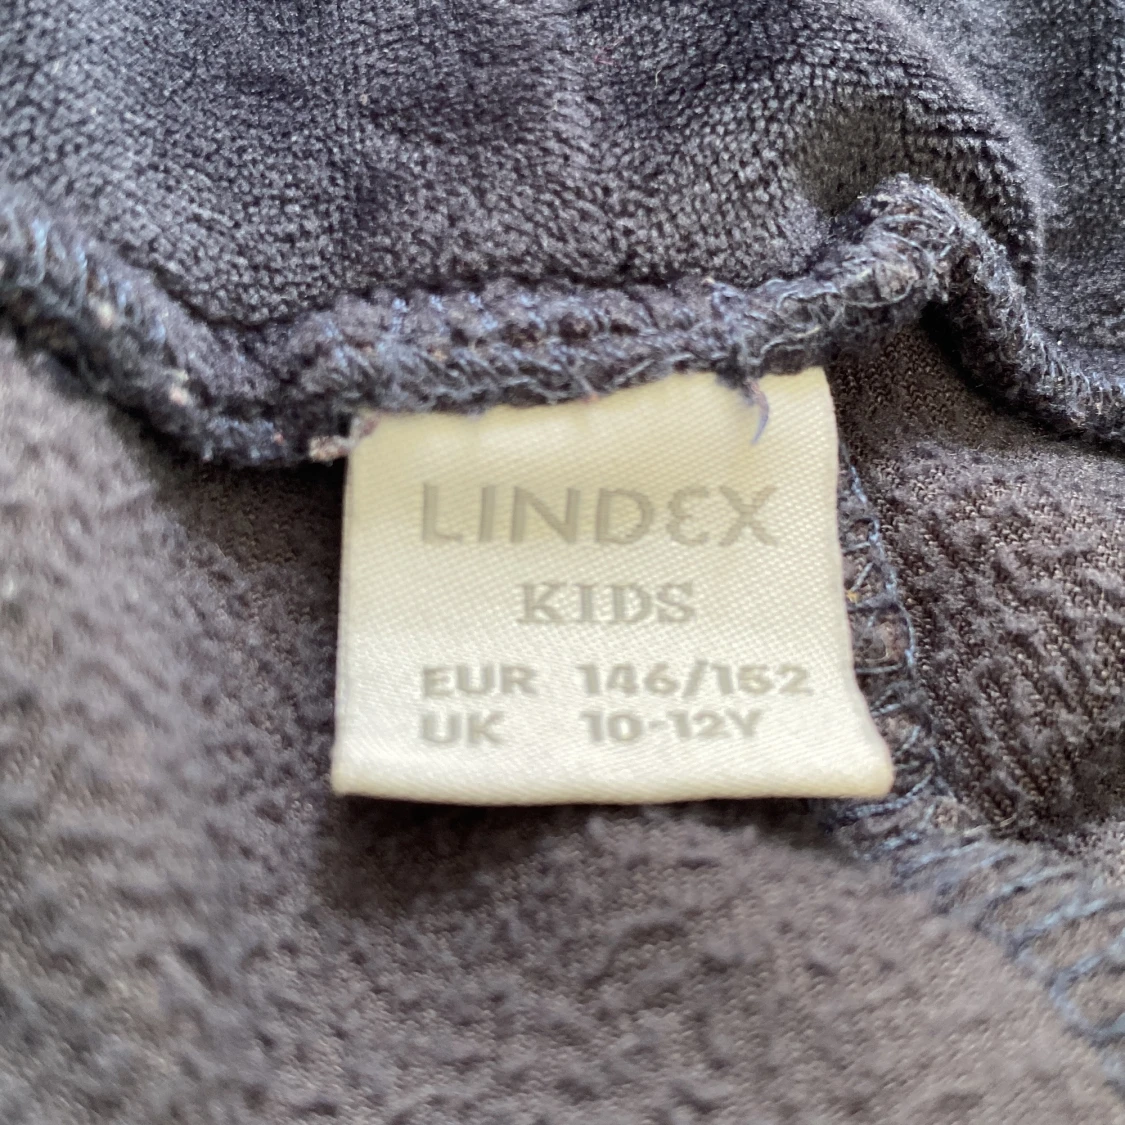 LINDEX
KIDS
EUR 146/152
UK 10-12Y